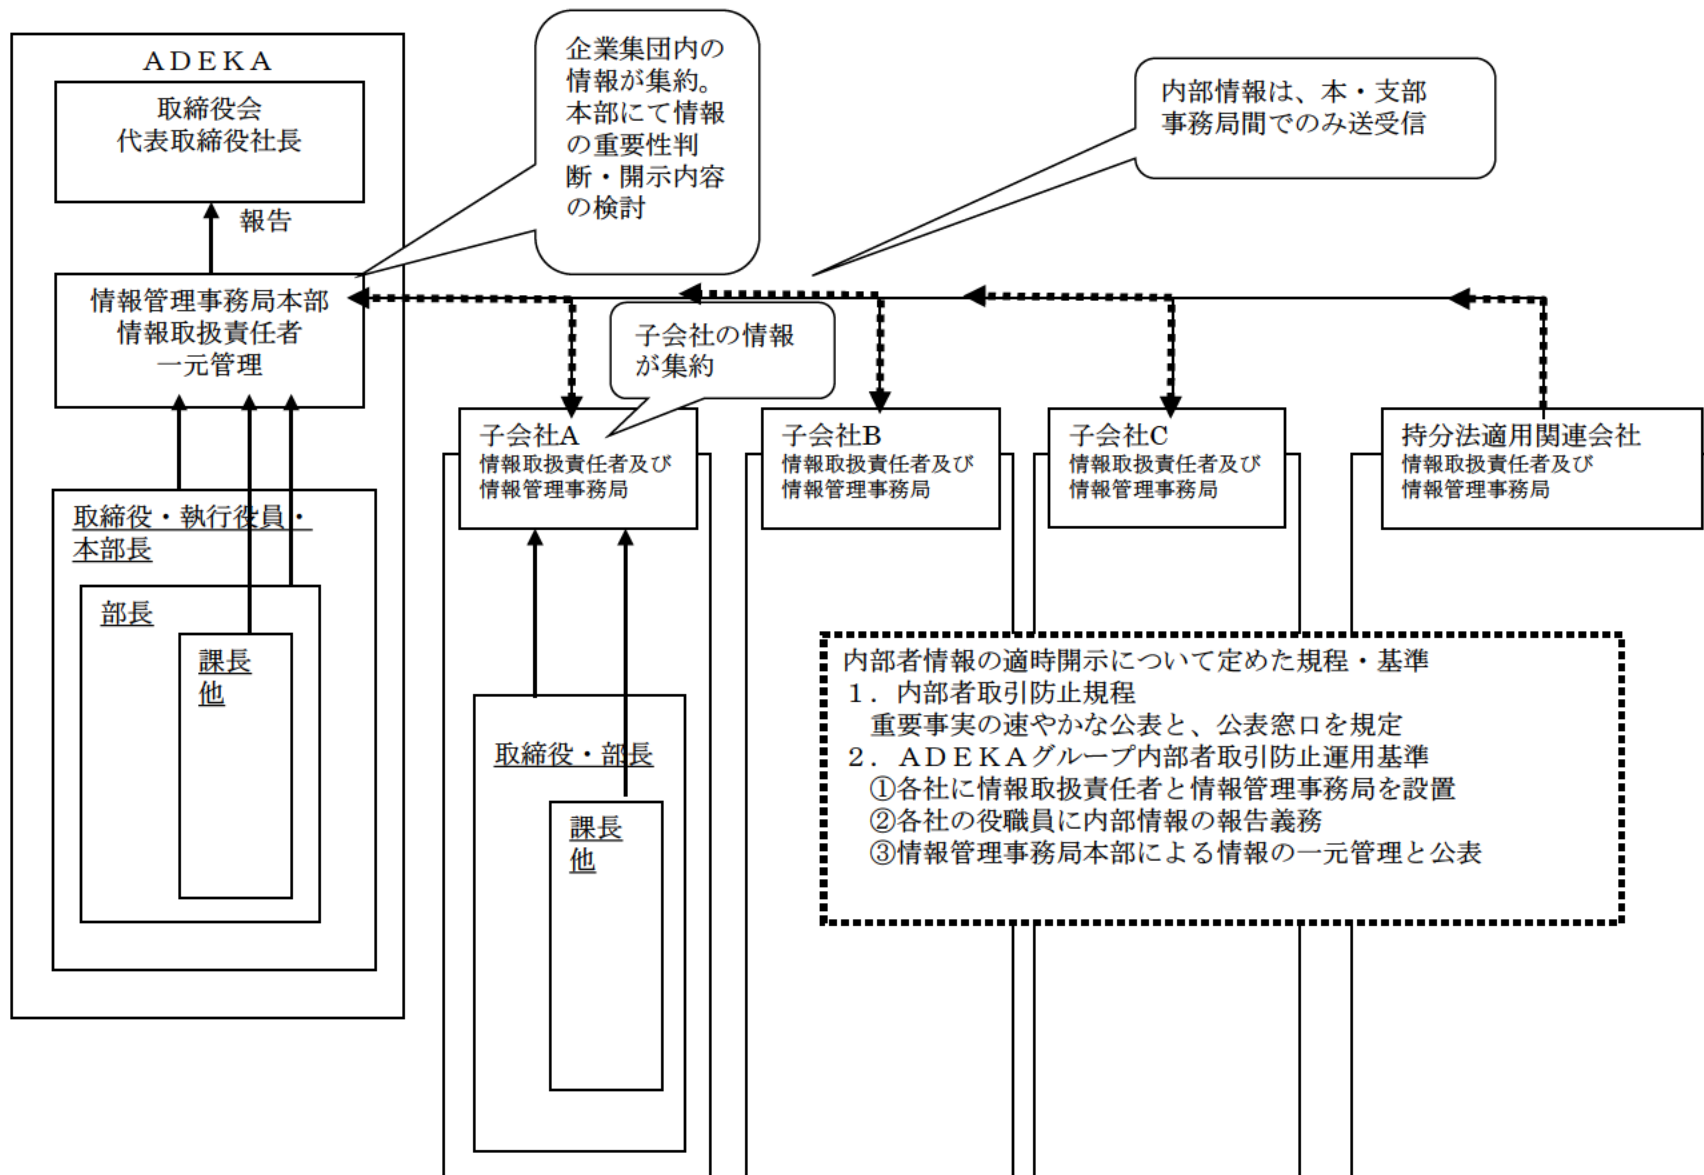 ＡＤＥＫＡ
取締役会
代表取締役社長
報告
情報管理事務局本部
情報取扱責任者
一元管理
取締役・執行役員・
本部長
部長
課長
他
企業集団内の
情報が集約。
本部にて情報
の重要性判
断・開示内容
の検討
内部情報は、本・支部
事務局間でのみ送受信
子会社の情報
が集約
子会社A
情報取扱責任者及び
情報管理事務局
取締役・部長
課長
他
子会社B
情報取扱責任者及び
情報管理事務局
子会社C
情報取扱責任者及び
情報管理事務局
持分法適用関連会社
情報取扱責任者及び
情報管理事務局
内部者情報の適時開示について定めた規程・基準
１．内部者取引防止規程
重要事実の速やかな公表と、公表窓口を規定
２．ＡＤＥＫＡグループ内部者取引防止運用基準
①各社に情報取扱責任者と情報管理事務局を設置
②各社の役職員に内部情報の報告義務
③情報管理事務局本部による情報の一元管理と公表